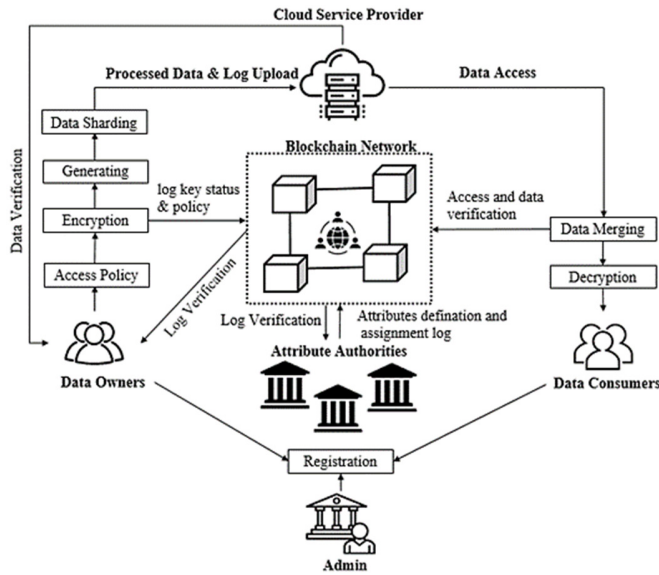 Cloud Service Provider
Processed Data & Log Upload
Data Access
Data Sharding
Blockchain Network
Generating
Data Verification
log key status
& policy
Access and data
verification
Encryption
Data Merging
Access Policy
Decryption
Log Verification
Log Verification
Attributes defination and
assignment log
Attribute Authorities
Data Owners
Data Consumers
Registration
Admin